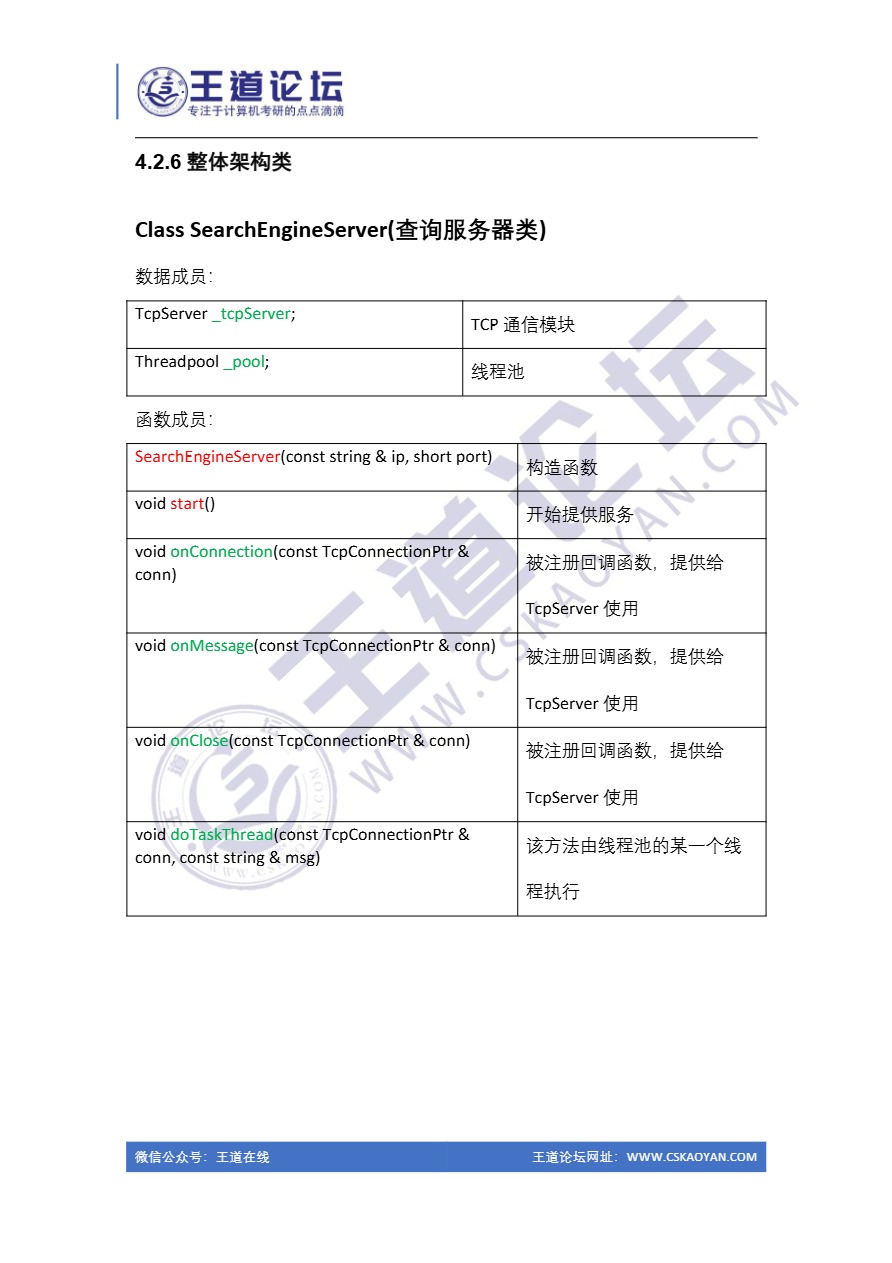 王道论坛
专注于计算机考研的点点滴滴
4.2.6 整体架构类
Class SearchEngineServer(查询服务器类)
数据成员：
TcpServer _tcpServer;
TCP 通信模块
Threadpool _pool;
线程池
函数成员：
SearchEngineServer(const string & ip, short port)
构造函数
void start()
开始提供服务
void onConnection(const TcpConnectionPtr &
conn)
被注册回调函数，提供给
TcpServer 使用
void onMessage(const TcpConnectionPtr & conn)
被注册回调函数，提供给
TcpServer 使用
void onClose(const TcpConnectionPtr & conn)
被注册回调函数，提供给
TcpServer 使用
void doTaskThread(const TcpConnectionPtr &
conn, const string & msg)
该方法由线程池的某一个线
程执行
王道论坛
WWW.CSKAOYAN.COM
王道论坛
WWW.CSKAOYAN.COM
微信公众号：王道在线
王道论坛网址：WWW.CSKAOYAN.COM